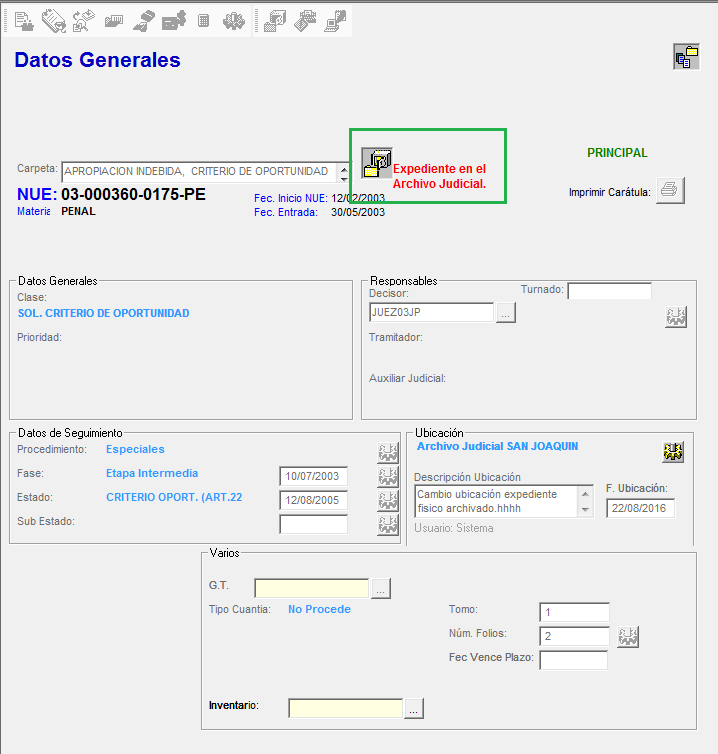 Datos Generales
Carpeta:
APROPIACION INDEBIDA, CRITERIO DE OPORTUNIDAD
Expediente en el
Archivo Judicial.
PRINCIPAL
NUE: 03-000360-0175-PE
Fec. Inicio NUE: 12/02/2003
Imprimir Carátula:
Materia PENAL
Fec. Entrada: 30/05/2003
Datos Generales
Clase:
SOL. CRITERIO DE OPORTUNIDAD
Prioridad:
Responsables
Decisor:
Turnado:
JUEZ03JP
...
Tramitador:
Auxiliar Judicial:
Datos de Seguimiento
Procedimiento: Especiales
Fase: Etapa Intermedia 10/07/2003
Estado: CRITERIO OPORT. (ART.22 12/08/2005
Sub Estado:
Ubicación
Archivo Judicial SAN JOAQUIN
Descripción Ubicación
Cambio ubicación expediente
fisico archivado.hhhh
F. Ubicación:
22/08/2016
Usuario: Sistema
Varios
G.T.
...
Tipo Cuantia: No Procede
Tomo: 1
Núm. Folios: 2
Fec Vence Plazo:
Inventario:
...